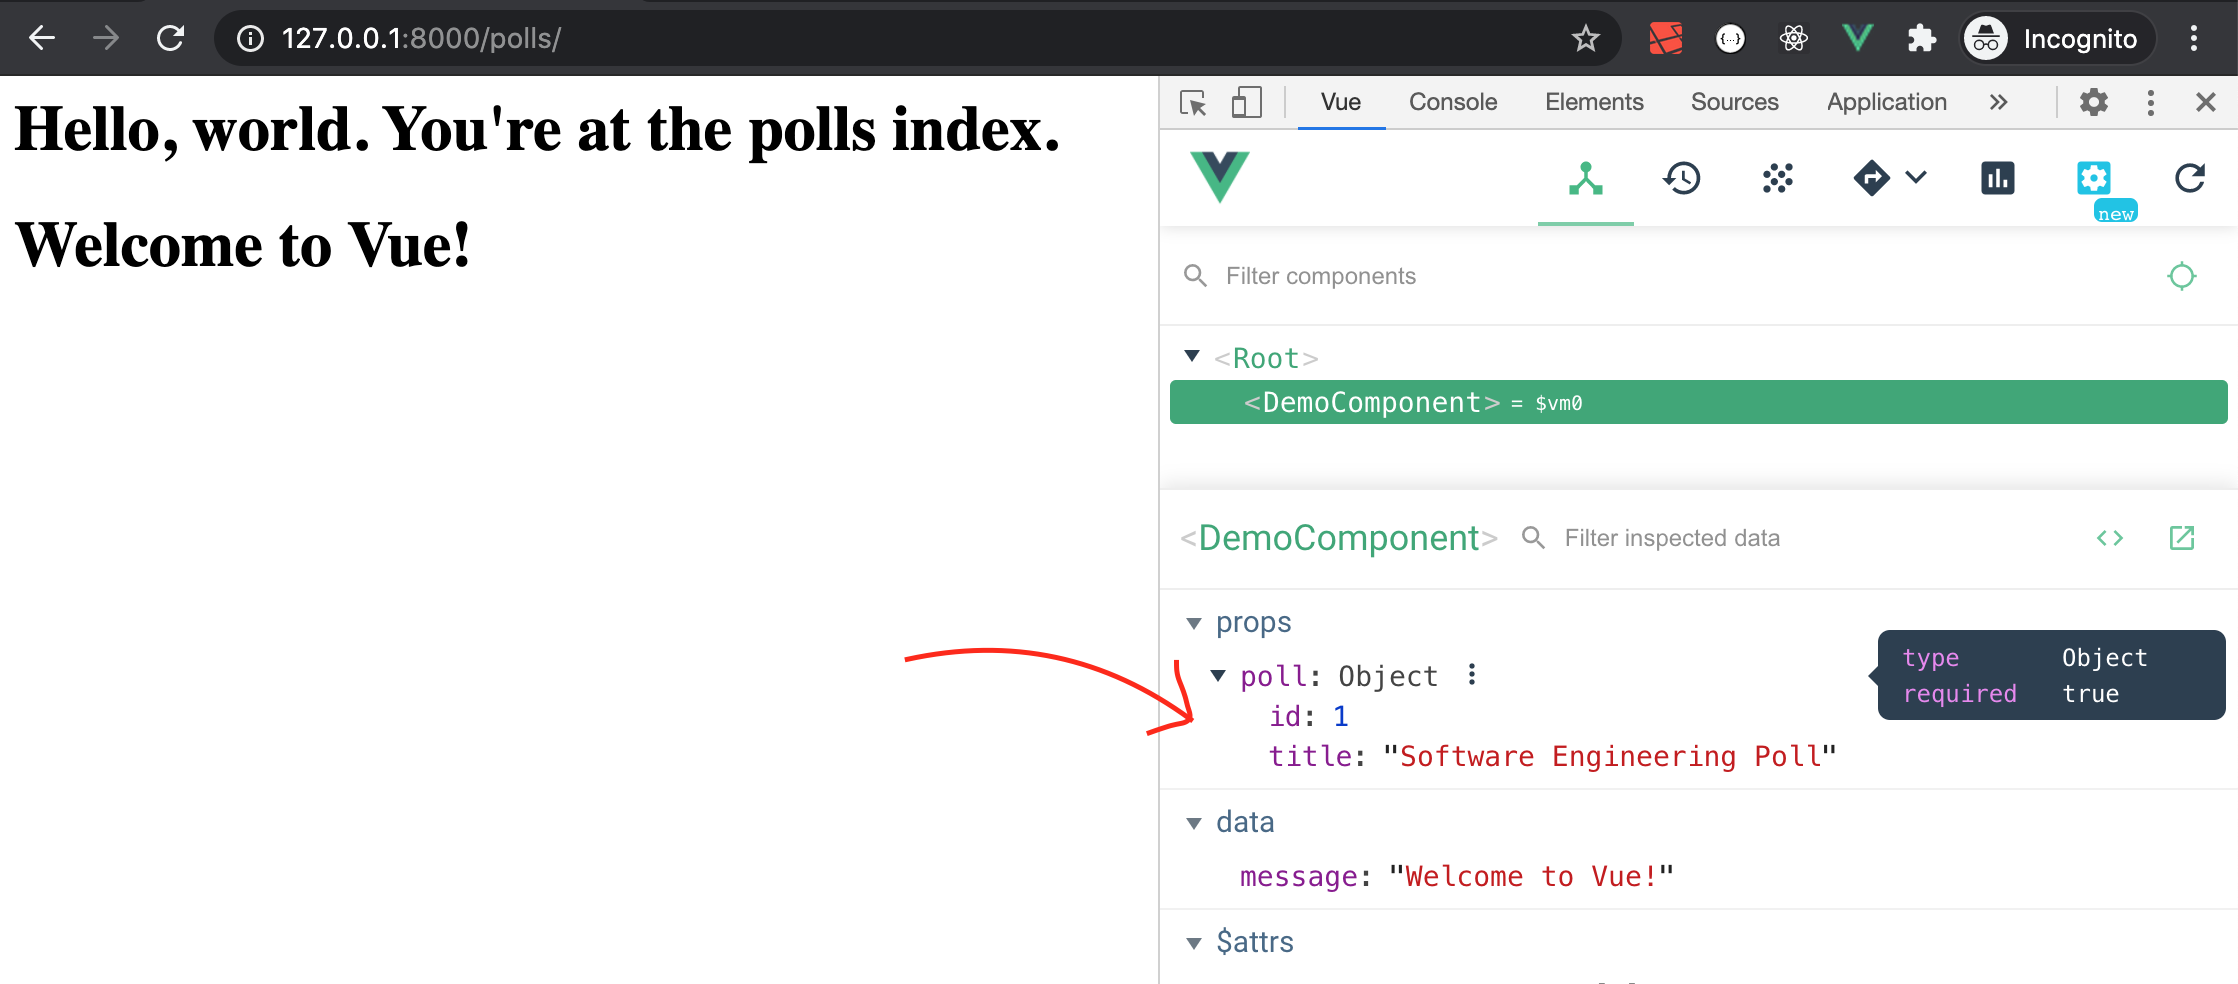 127.0.0.1:8000/polls/
Incognito
Hello, world. You're at the polls index.
Welcome to Vue!
Vue Console Elements Sources Application »
new
Filter components
<Root>
<DemoComponent> = $vm0
<DemoComponent> Filter inspected data
props
poll: Object
id: 1
title: "Software Engineering Poll"
type Object
required true
data
message: "Welcome to Vue!"
$attrs